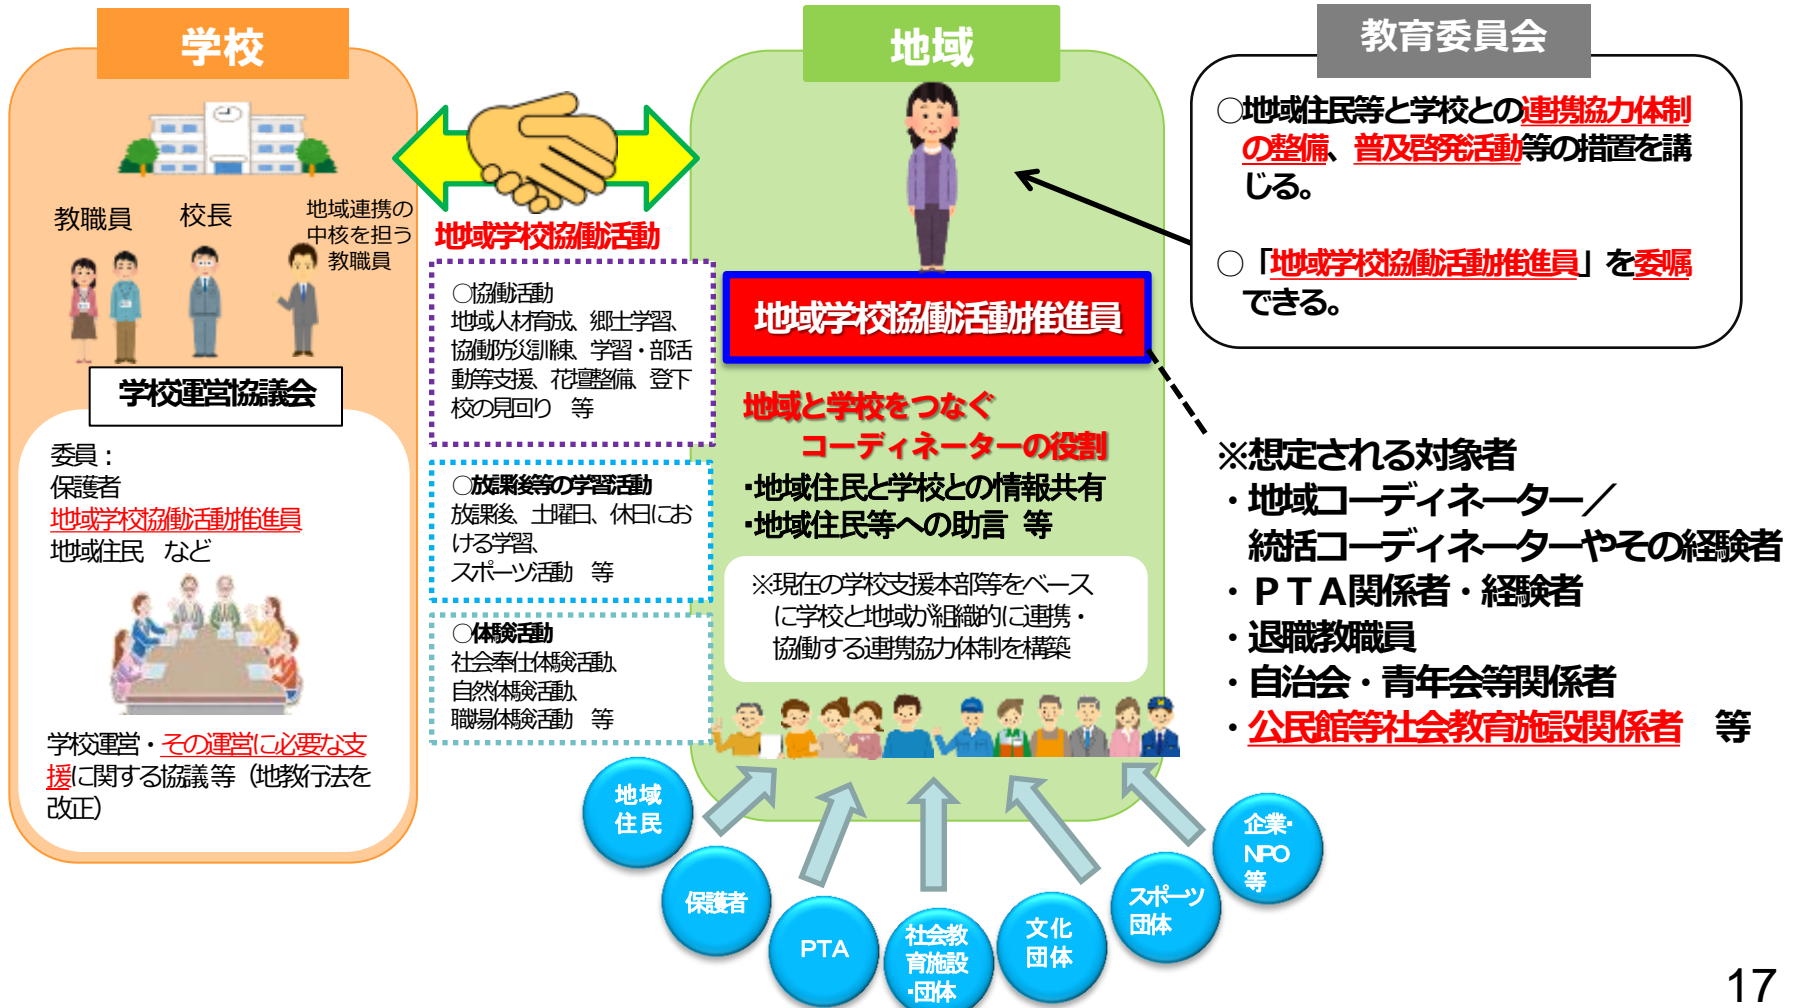 学校
教職員
校長
地域連携の
中核を担う
教職員
学校運営協議会
委員：
保護者
地域学校協働活動推進員
地域住民　など
学校運営・その運営に必要な支
援に関する協議等（地教行法を
改正）
地域学校協働活動
○協働活動
地域人材育成、郷土学習、
協働防災訓練、学習・部活
動等支援、花壇整備、登下
校の見回り　等
○放課後等の学習活動
放課後、土曜日、休日にお
ける学習、
スポーツ活動　等
○体験活動
社会奉仕体験活動、
自然体験活動、
職場体験活動　等
地域
地域学校協働活動推進員
地域と学校をつなぐ
コーディネーターの役割
・地域住民と学校との情報共有
・地域住民等への助言　等
※現在の学校支援本部等をベース
に学校と地域が組織的に連携・
協働する連携協力体制を構築
地域
住民
保護者
PTA
社会教
育施設
・団体
文化
団体
スポーツ
団体
企業・
NPO
等
教育委員会
○地域住民等と学校との連携協力体制
の整備、普及啓発活動等の措置を講
じる。
○「地域学校協働活動推進員」を委嘱
できる。
※想定される対象者
・地域コーディネーター／
統括コーディネーターやその経験者
・ＰＴＡ関係者・経験者
・退職教職員
・自治会・青年会等関係者
・公民館等社会教育施設関係者　等
17